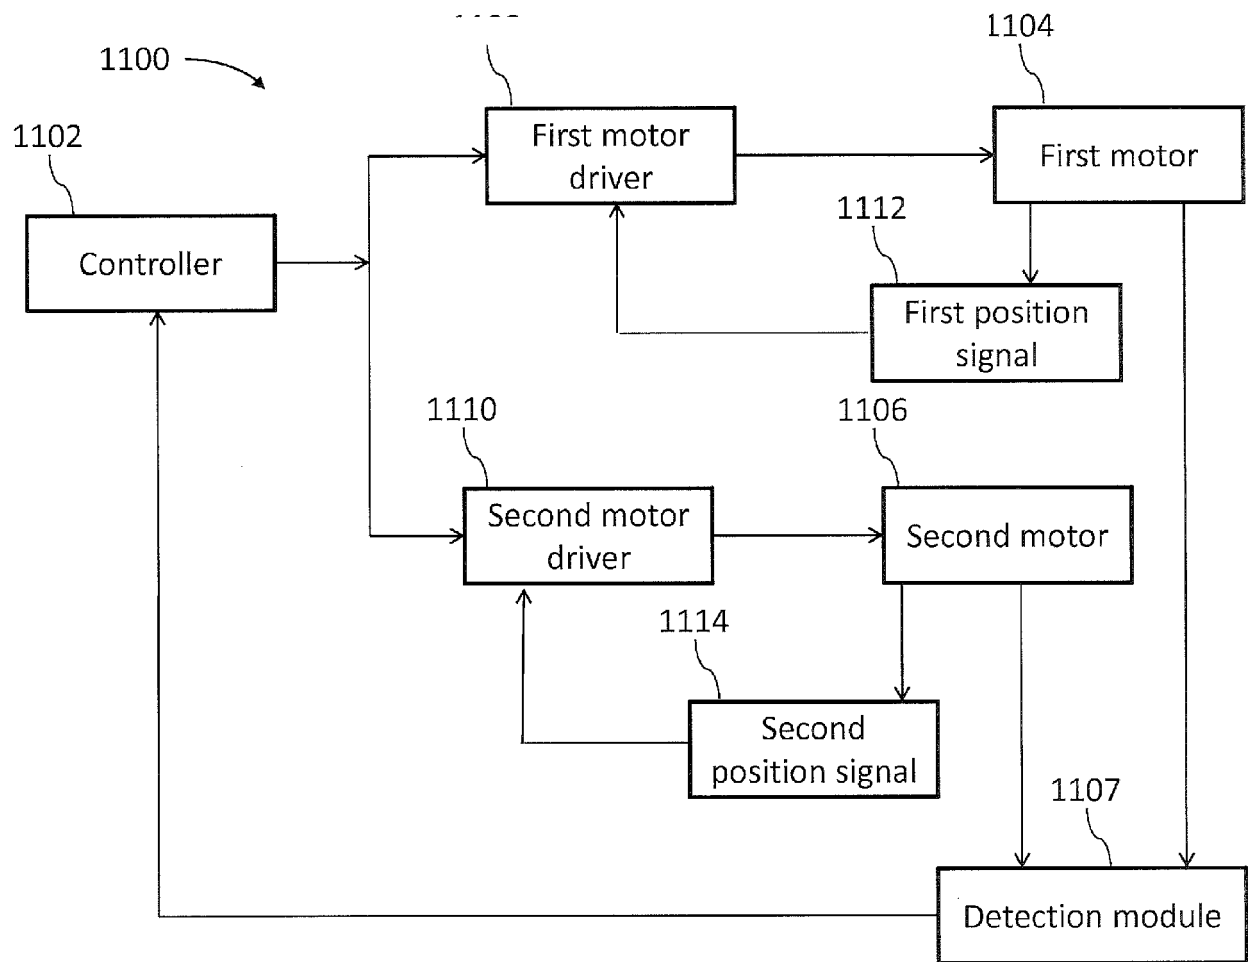 1100
1104
1102
First motor
driver
First motor
1112
Controller
First position
signal
1110
1106
Second motor
driver
Second motor
1114
Second
position signal
1107
Detection module